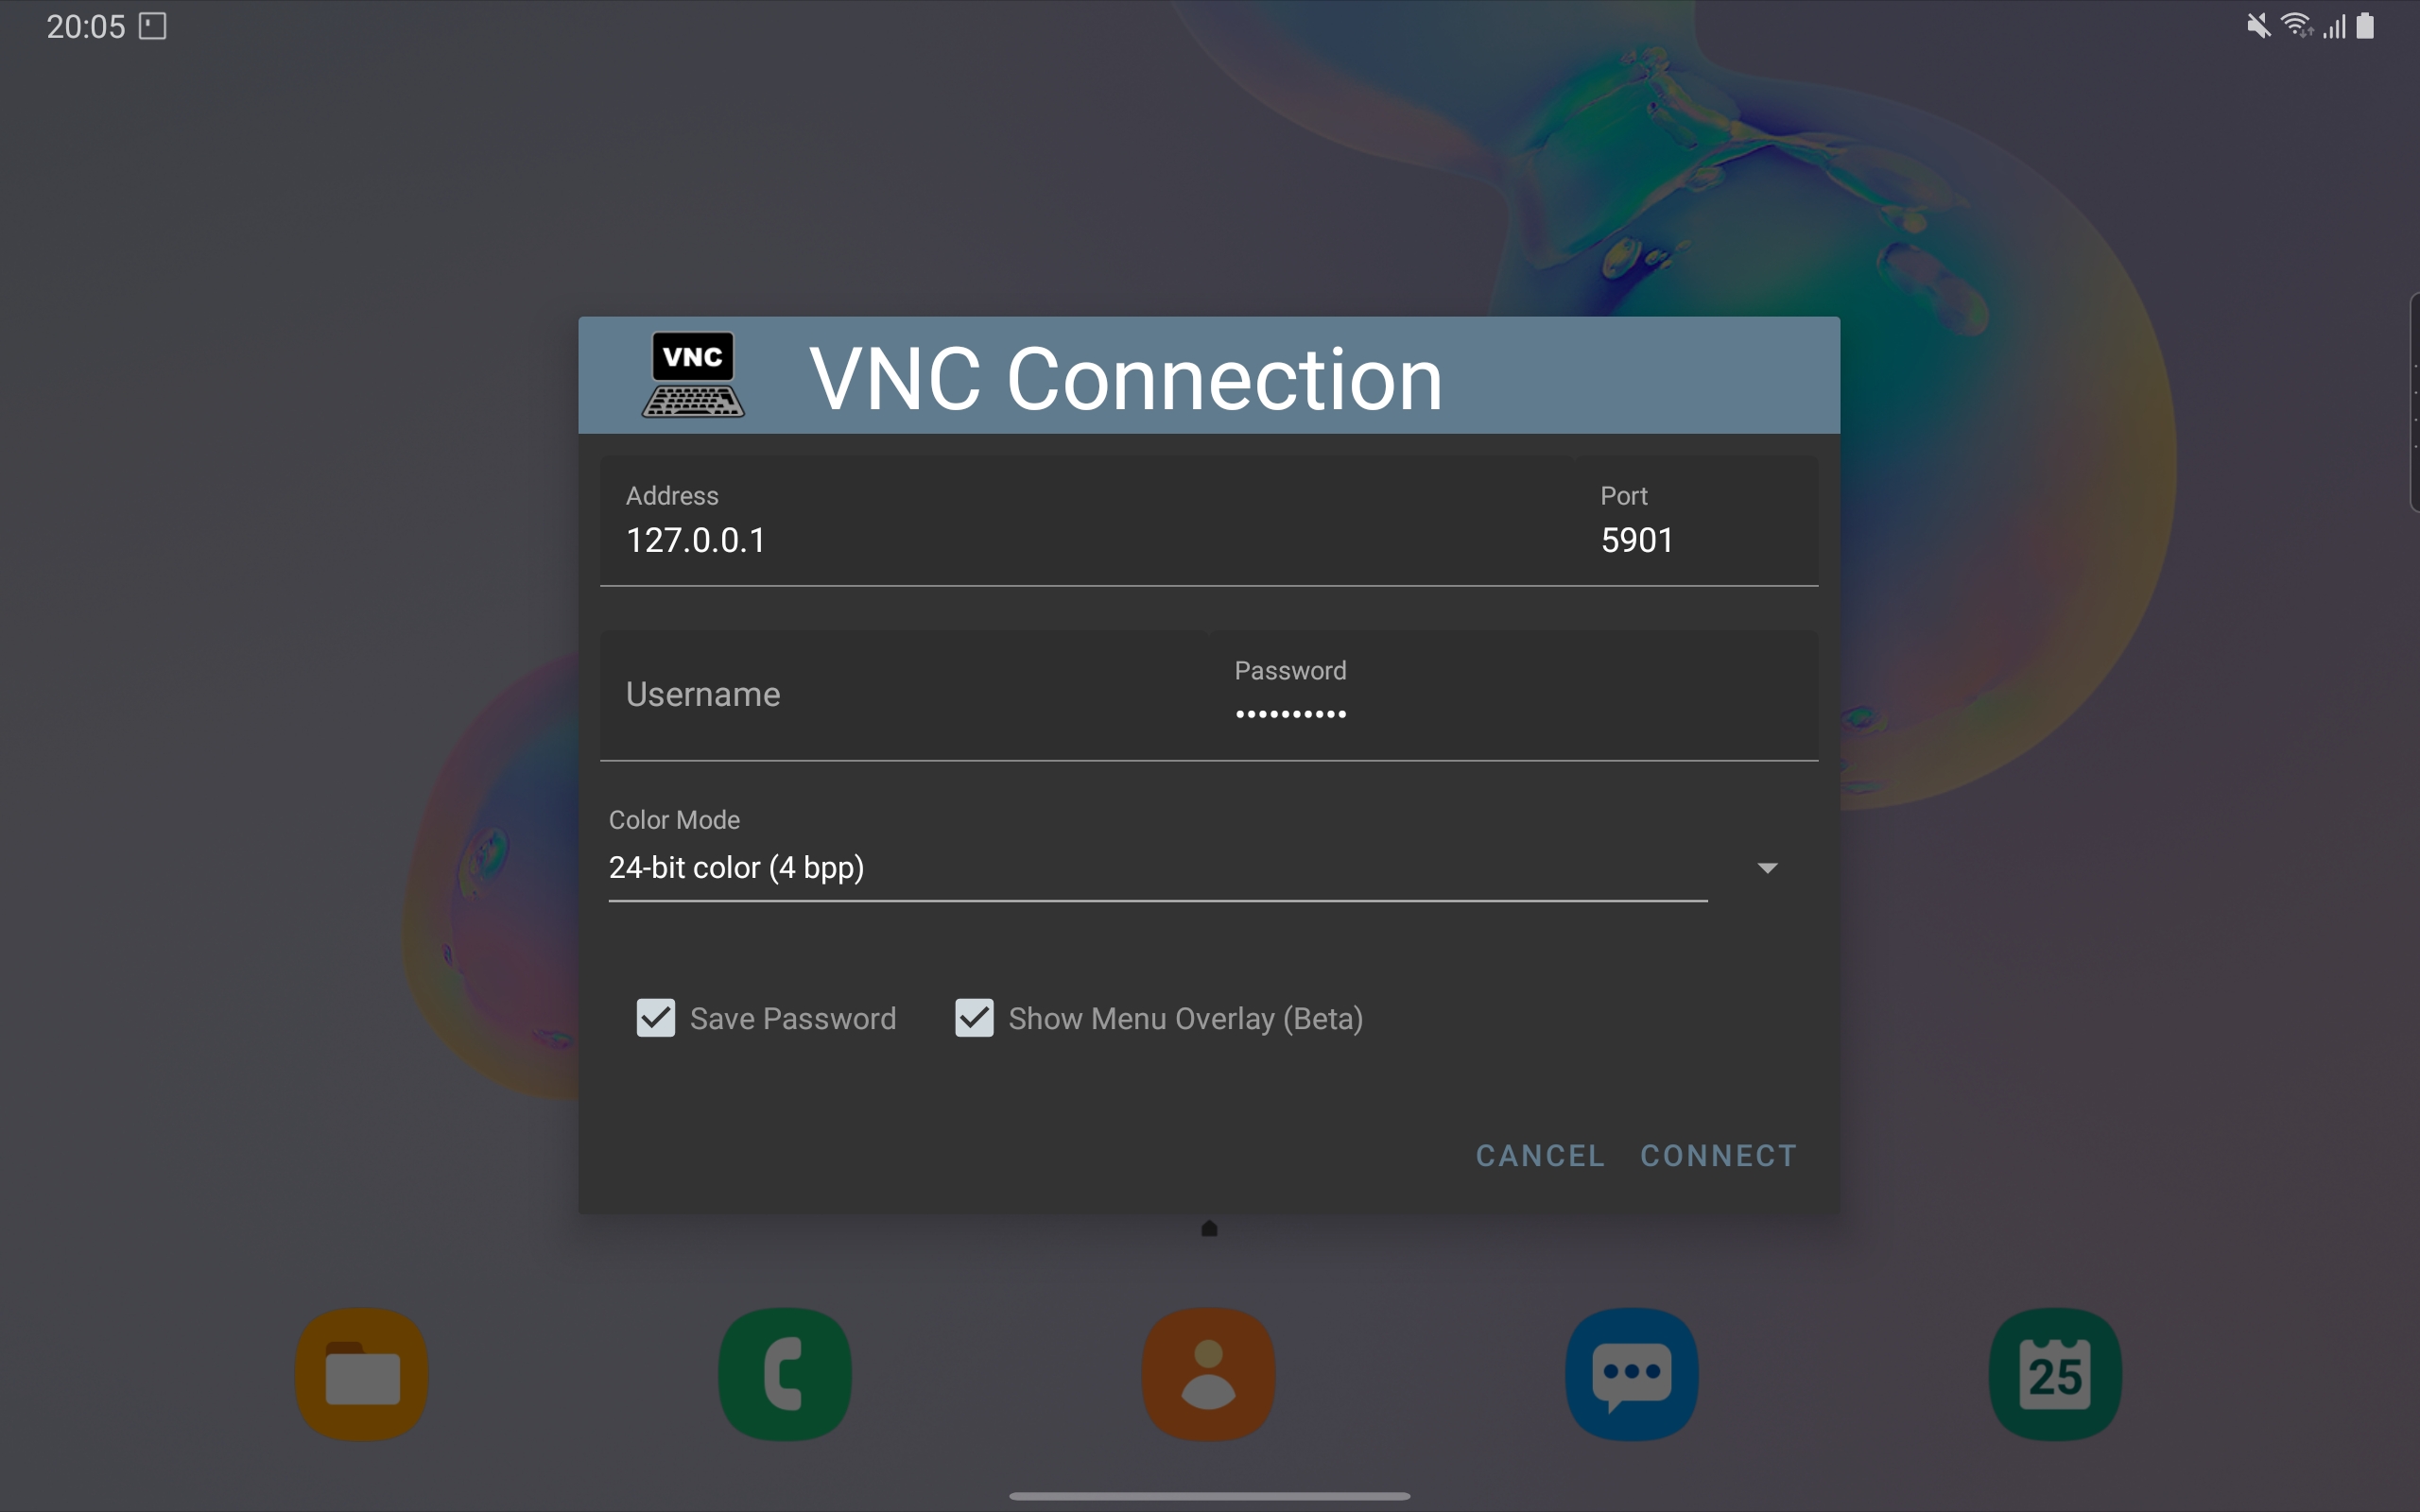 20:05
VNC
VNC Connection
Address
Port
127.0.0.1
5901
Username
Password
••••••••••
Color Mode
24-bit color (4 bpp)
Save Password
Show Menu Overlay (Beta)
CANCEL
CONNECT
25